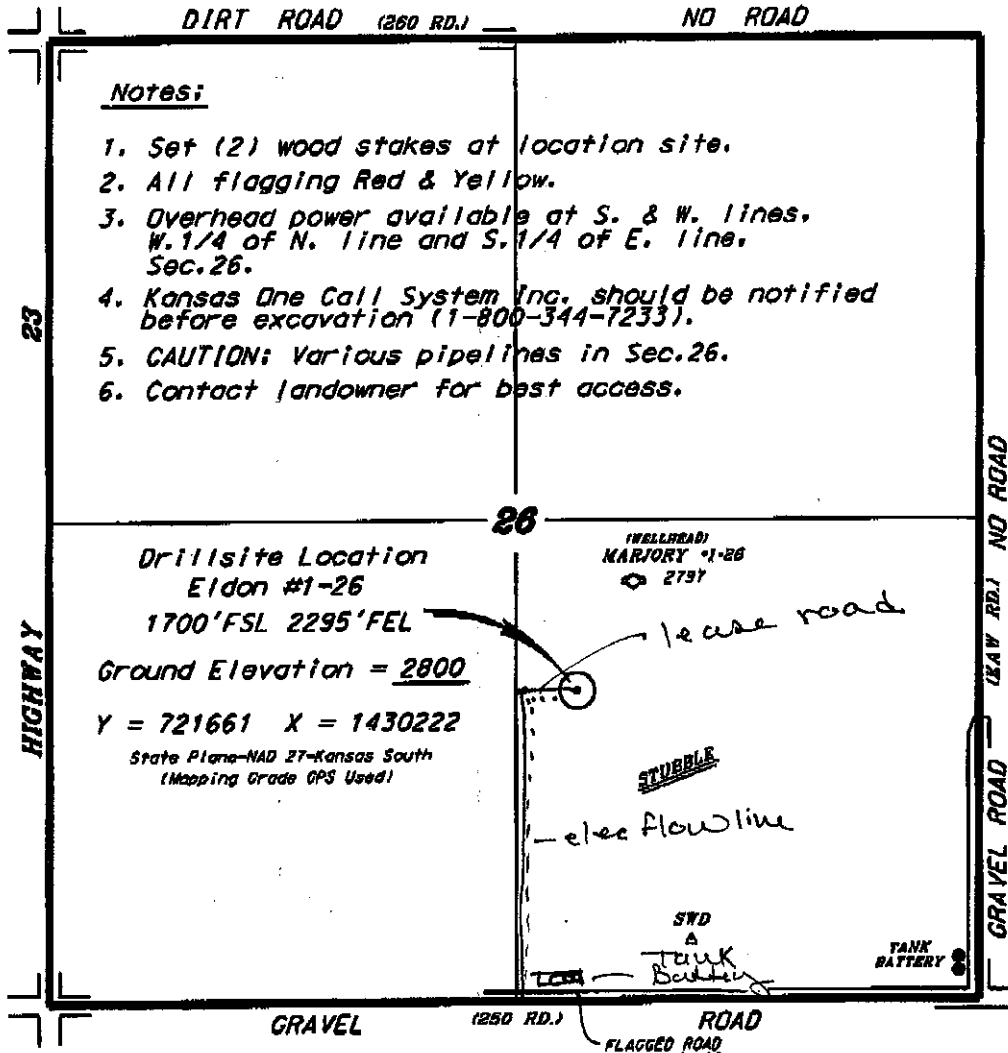 DIRT ROAD (260 RD.) NO ROAD
Notes:
1. Set (2) wood stakes at location site.
2. All flagging Red & Yellow.
3. Overhead power available at S. & W. lines,
W.1/4 of N. line and S.1/4 of E. line.
Sec.26.
4. Kansas One Call System Inc. should be notified
before excavation (1-800-344-7233).
5. CAUTION: Various pipelines in Sec.26.
6. Contact landowner for best access.
23
HIGHWAY
26
NO ROAD
(KAW RD.)
GRAVEL ROAD
Drillsite Location
Eldon #1-26
1700'FSL 2295'FEL
Ground Elevation = 2800
Y = 721661 X = 1430222
State Plane-NAD 27-Kansas South
(Mapping Grade GPS Used)
(WELLHEAD)
MARJORY #1-26
2797
lease road
STUBBLE
elec flowline
SWD
Tank
Battery
TANK
BATTERY
GRAVEL (250 RD.) ROAD
FLAGGED ROAD